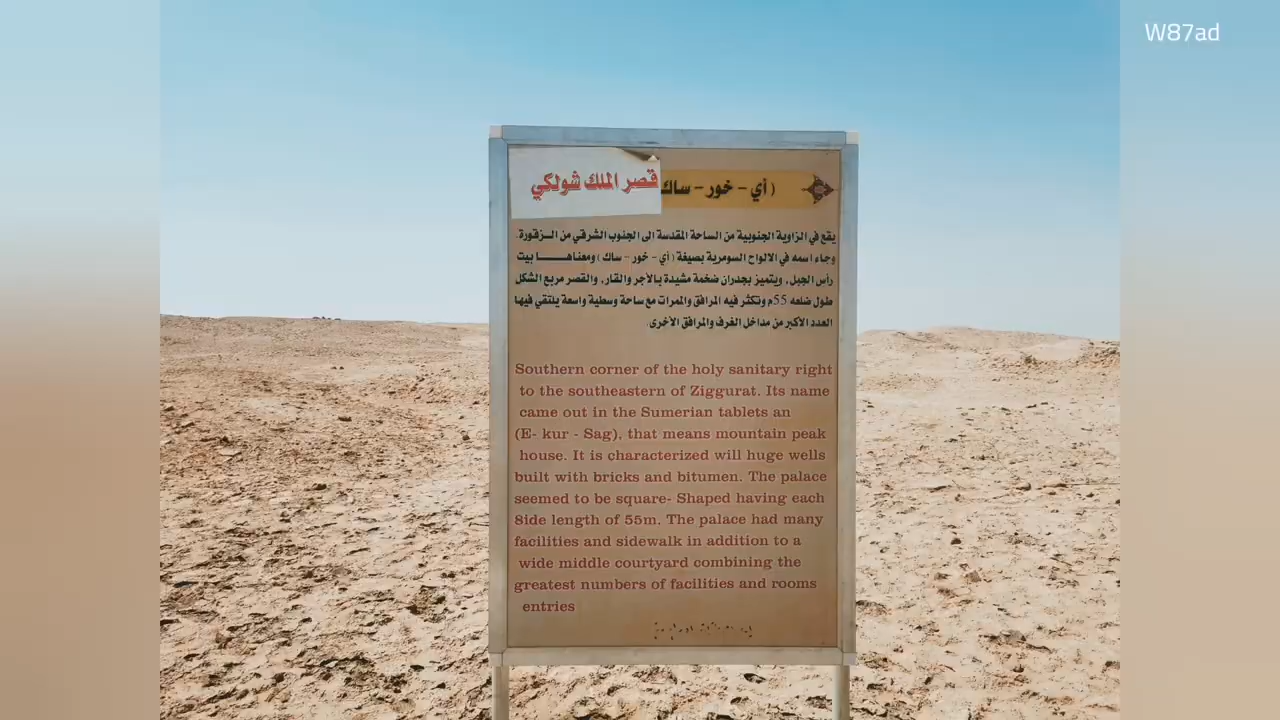 W87ad
( أي - خور - ساك قصر الملك شولكي
يقع في الزاوية الجنوبية من الساحة المقدسة الى الجنوب الشرقي من الـزقورة
وجاء اسمه في الالواح السومرية بصيغة ( أي - خور - ساك ) ومعناهـا بيت
رأس الجبل، ويتميز بجدران ضخمة مشيدة بالآجر والقار، والقصر مربع الشكل
طول ضلعه 55م وتكثر فيه المرافق والممرات مع ساحة وسطية واسعة يلتقي فيها
العدد الأكبر من مداخل الغرف والمرافق الأخرى.
Southern corner of the holy sanitary right
to the southeastern of Ziggurat. Its name
came out in the Sumerian tablets an
(E- kur - Sag), that means mountain peak
house. It is characterized will huge wells
built with bricks and bitumen. The palace
seemed to be square- Shaped having each
Side length of 55m. The palace had many
facilities and sidewalk in addition to a
wide middle courtyard combining the
greatest numbers of facilities and rooms
entries